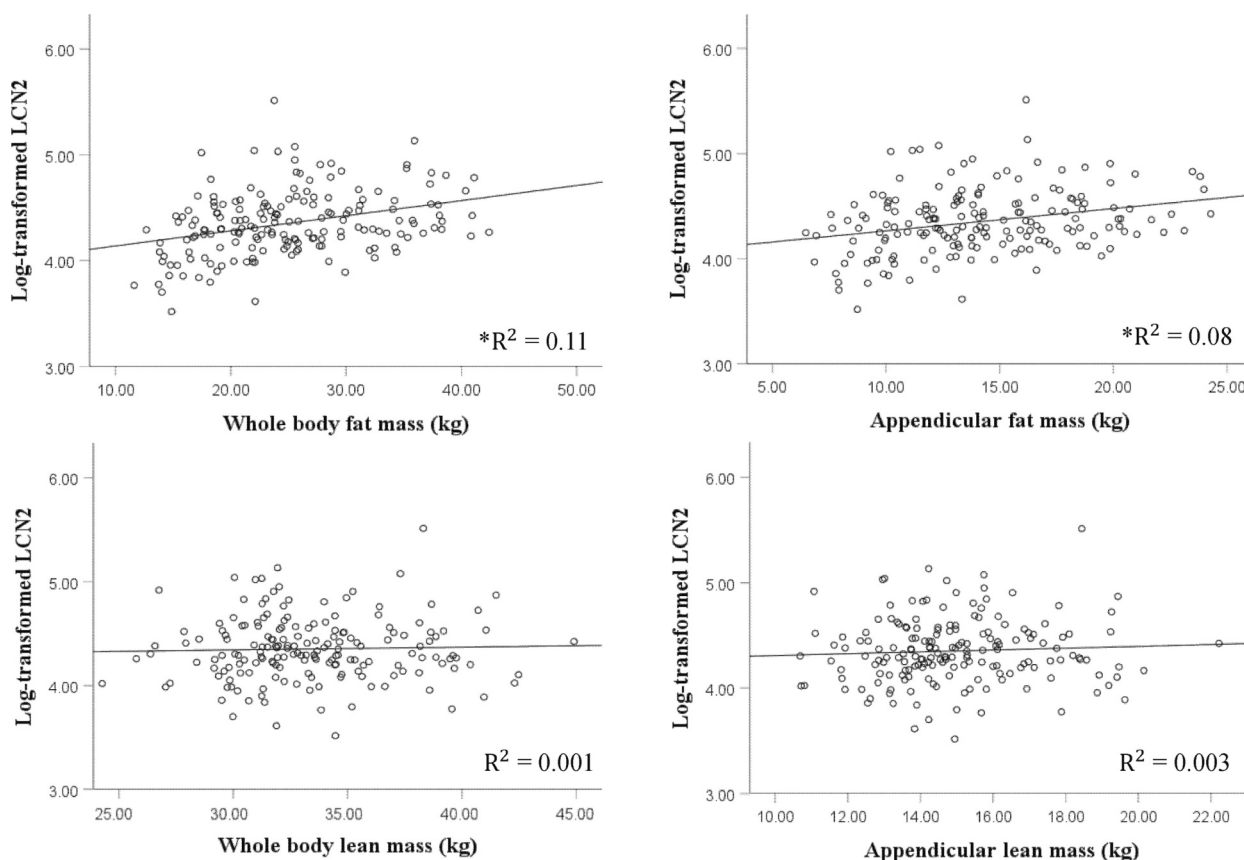 6.00
5.00
4.00
3.00
Log-transformed LCN2
*R² = 0.11
10.00 20.00 30.00 40.00 50.00
Whole body fat mass (kg)
6.00
5.00
4.00
3.00
Log-transformed LCN2
*R² = 0.08
5.00 10.00 15.00 20.00 25.00
Appendicular fat mass (kg)
6.00
5.00
4.00
3.00
Log-transformed LCN2
R² = 0.001
25.00 30.00 35.00 40.00 45.00
Whole body lean mass (kg)
6.00
5.00
4.00
3.00
Log-transformed LCN2
R² = 0.003
10.00 12.00 14.00 16.00 18.00 20.00 22.00
Appendicular lean mass (kg)